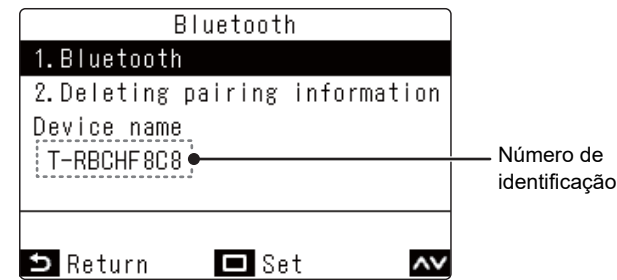 Bluetooth
1.Bluetooth
2.Deleting pairing information
Device name
T-RBCHF8C8
Número de
identificação
Return Set